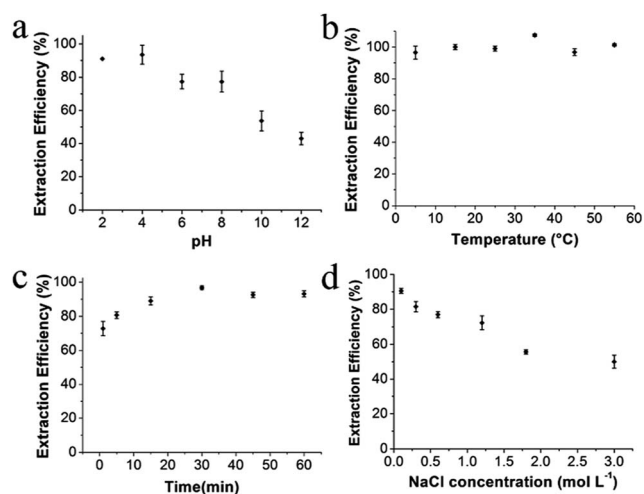 a
Extraction Efficiency (%)
100
80
60
40
20
0
2 4 6 8 10 12
pH
b
Extraction Efficiency (%)
100
80
60
40
20
0
0 10 20 30 40 50 60
Temperature (°C)
c
Extraction Efficiency (%)
100
80
60
40
20
0
0 10 20 30 40 50 60
Time(min)
d
Extraction Efficiency (%)
100
80
60
40
20
0
0.0 0.5 1.0 1.5 2.0 2.5 3.0
NaCl concentration (mol L⁻¹)